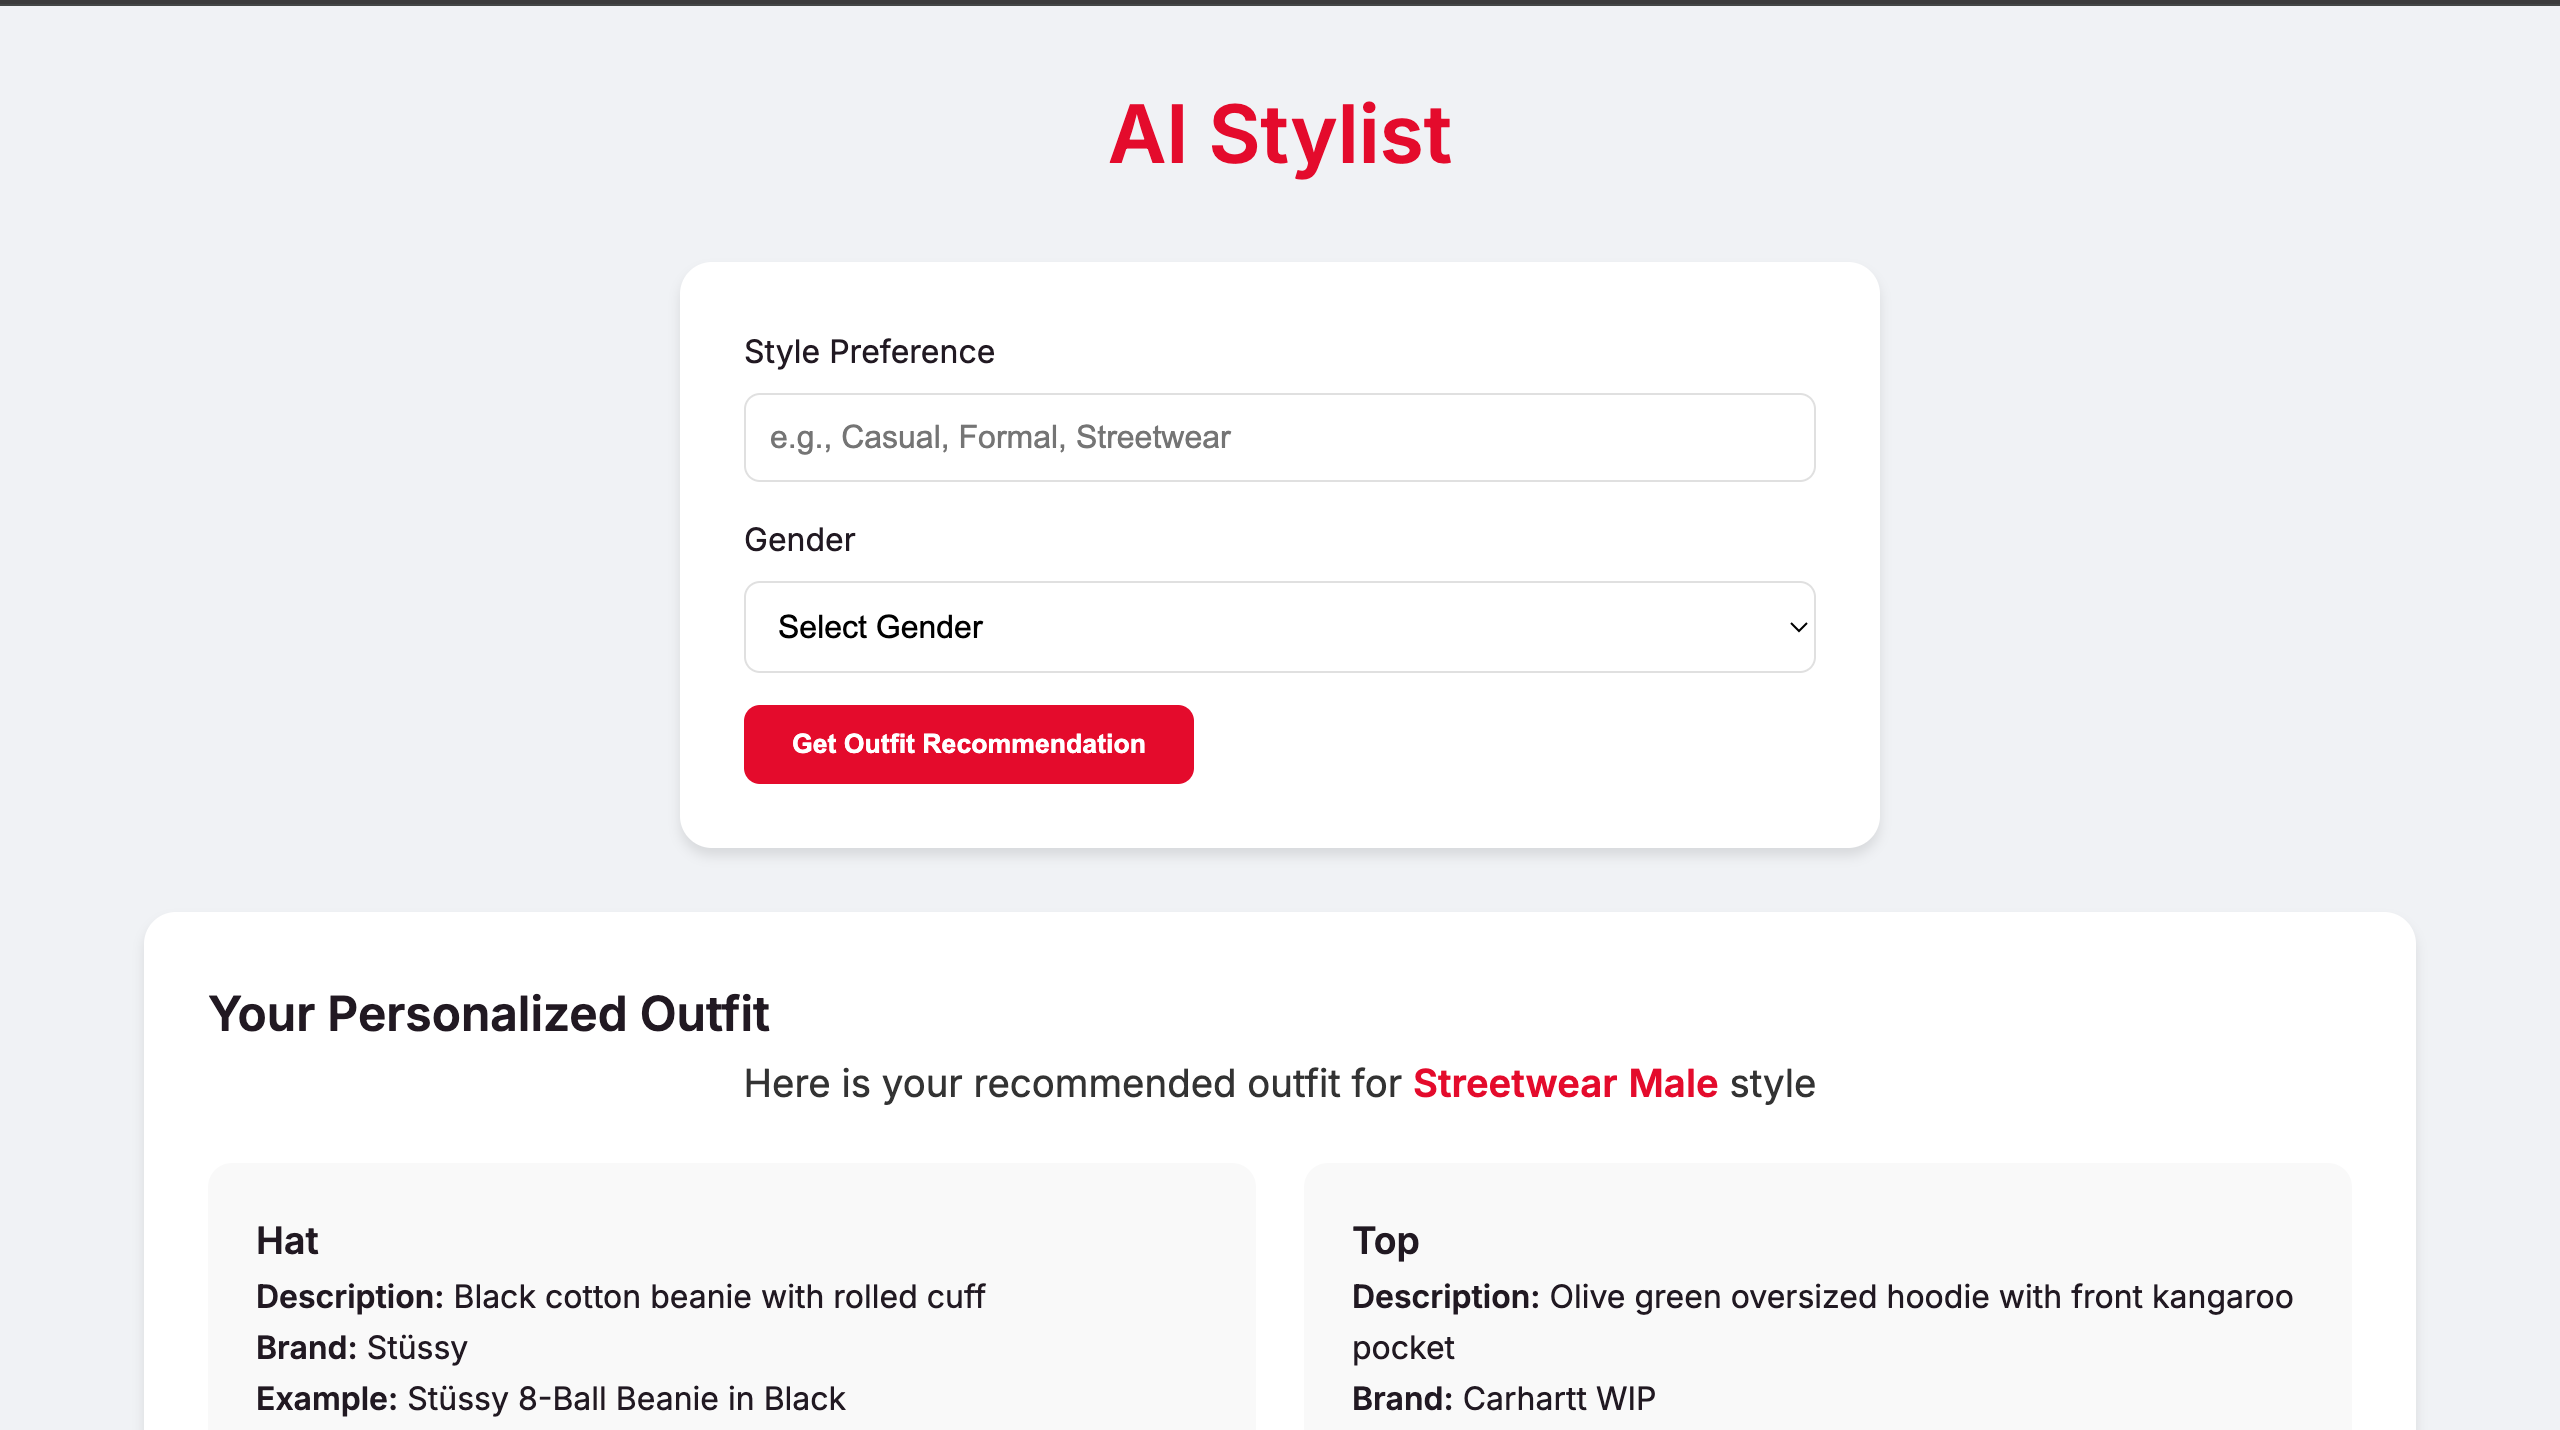 AI Stylist
Style Preference
e.g., Casual, Formal, Streetwear
Gender
Select Gender
Get Outfit Recommendation
Your Personalized Outfit
Here is your recommended outfit for Streetwear Male style
Hat
Description: Black cotton beanie with rolled cuff
Brand: Stüssy
Example: Stüssy 8-Ball Beanie in Black
Top
Description: Olive green oversized hoodie with front kangaroo
pocket
Brand: Carhartt WIP